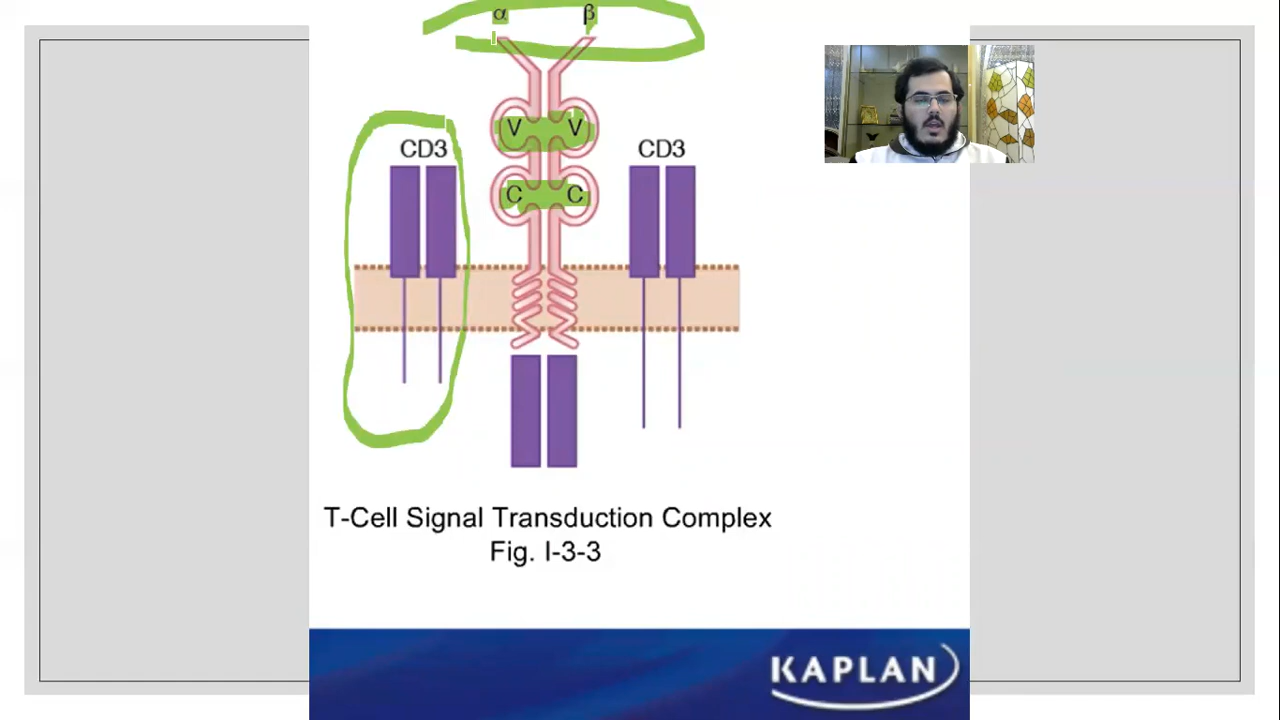 α β
V V
CD3 CD3
C C
T-Cell Signal Transduction Complex
Fig. I-3-3
KAPLAN